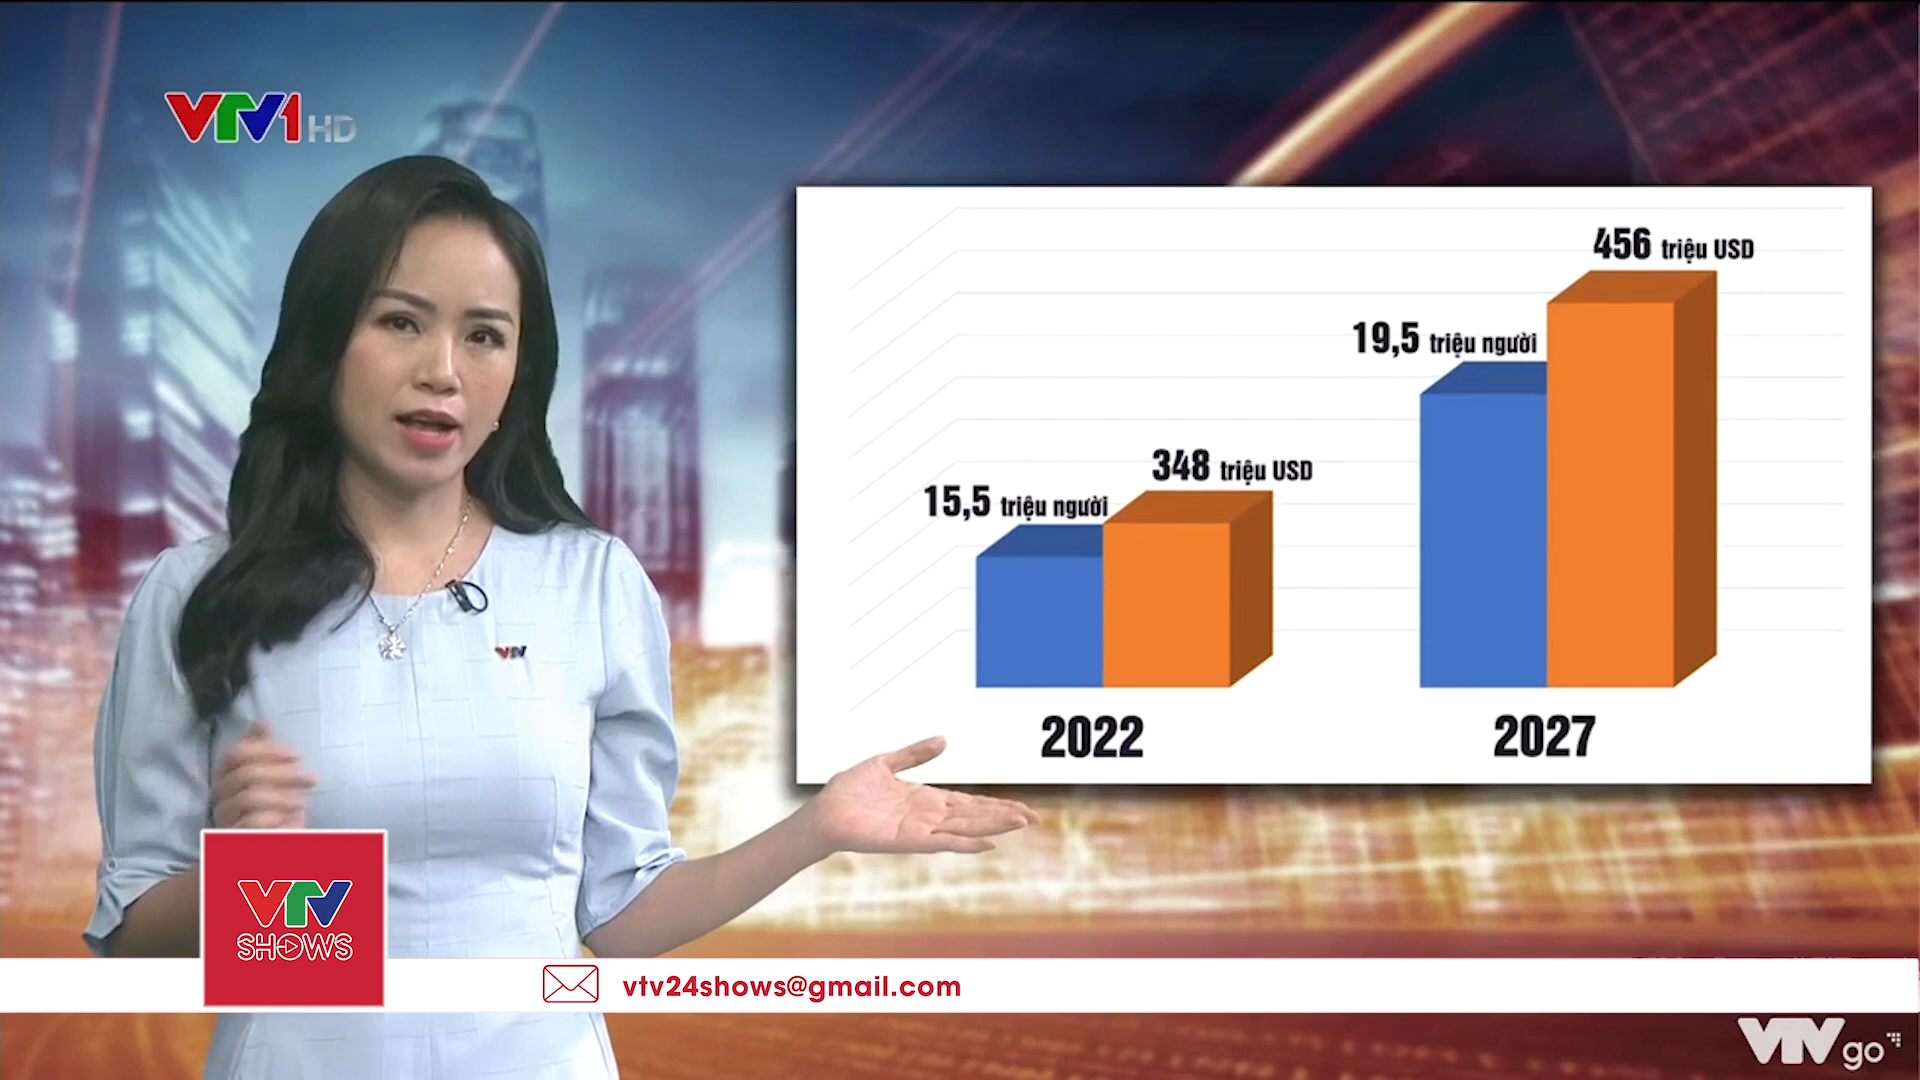 VTV1 HD
456 triệu USD
19,5 triệu người
348 triệu USD
15,5 triệu người
2022
2027
VTV
VTV
SHOWS
vtv24shows@gmail.com
VTV go